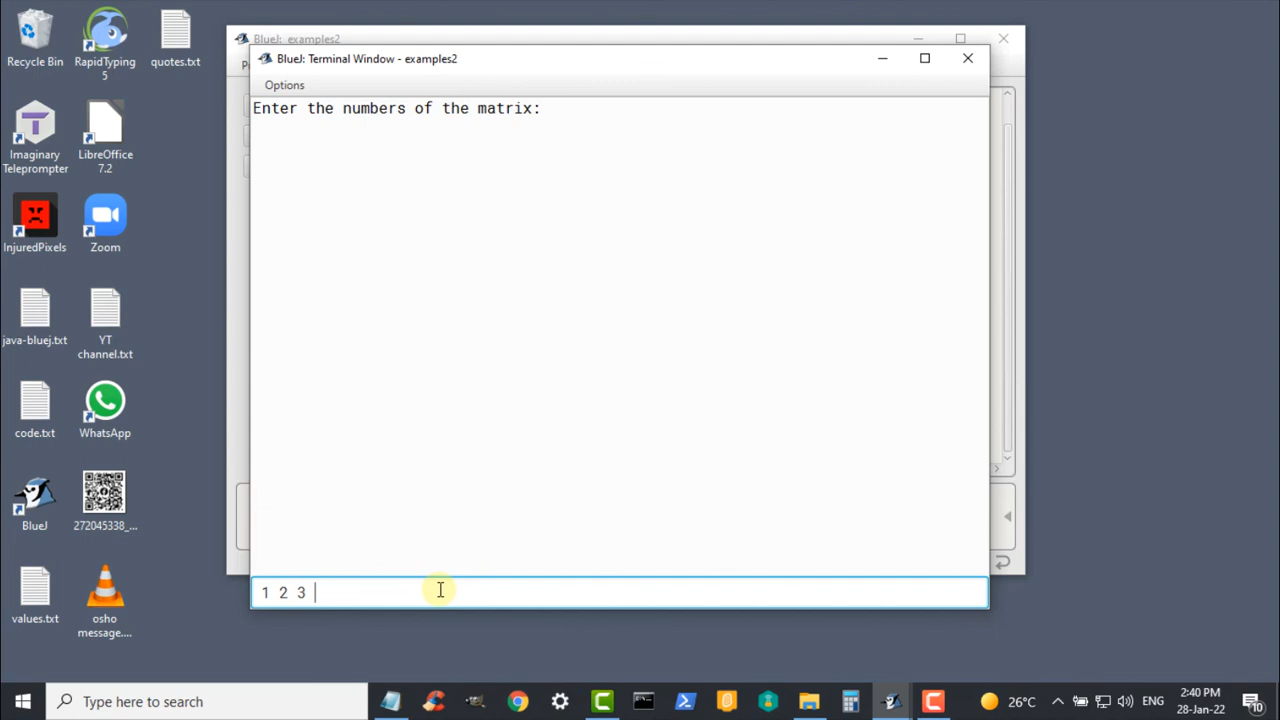 Recycle Bin
RapidTyping 5
quotes.txt
Imaginary Teleprompter
LibreOffice 7.2
InjuredPixels
Zoom
java-bluej.txt
YT channel.txt
code.txt
WhatsApp
BlueJ
272045338_...
values.txt
osho message....
BlueJ: examples2
BlueJ: Terminal Window - examples2
Options
Enter the numbers of the matrix:
1 2 3
Type here to search
26°C
ENG
2:40 PM
28-Jan-22
10